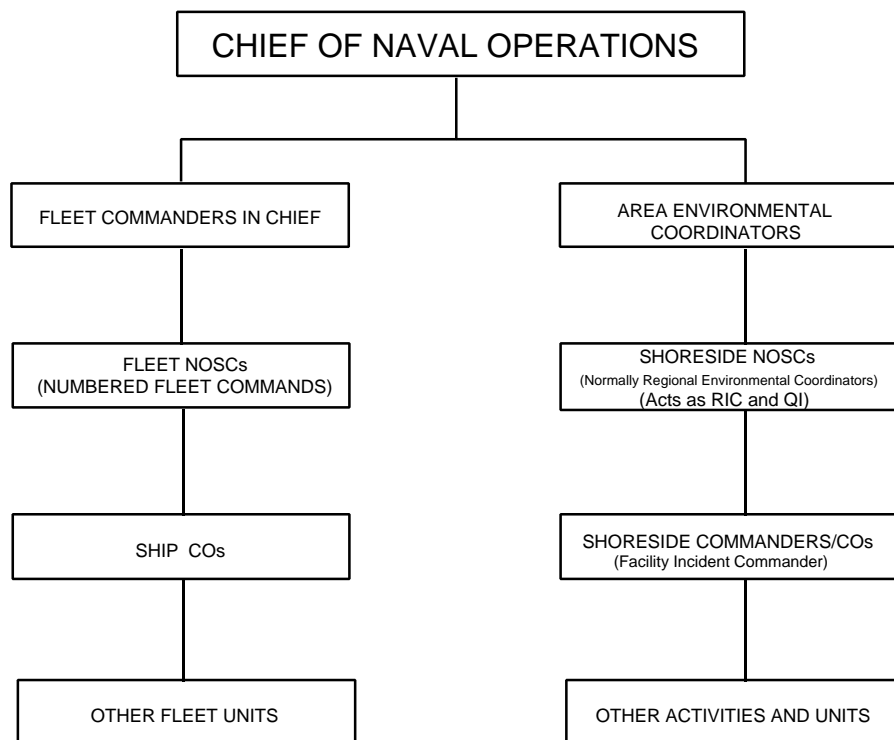 CHIEF OF NAVAL OPERATIONS
FLEET COMMANDERS IN CHIEF
AREA ENVIRONMENTAL
COORDINATORS
FLEET NOSCs
(NUMBERED FLEET COMMANDS)
SHORESIDE NOSCs
(Normally Regional Environmental Coordinators)
(Acts as RIC and QI)
SHIP COs
SHORESIDE COMMANDERS/COs
(Facility Incident Commander)
OTHER FLEET UNITS
OTHER ACTIVITIES AND UNITS